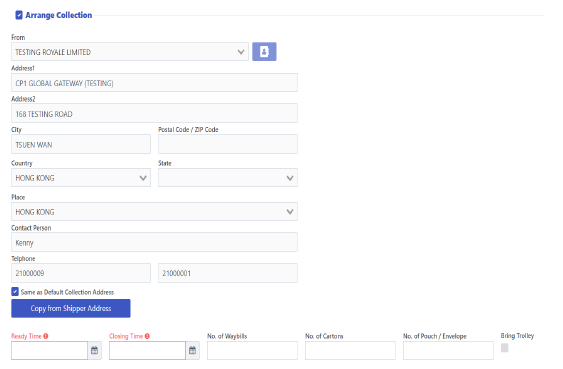 Arrange Collection
From
TESTING ROYALE LIMITED
Address1
CP1 GLOBAL GATEWAY (TESTING)
Address2
168 TESTING ROAD
City Postal Code / ZIP Code
TSUEN WAN
Country State
HONG KONG
Place
HONG KONG
Contact Person
Kenny
Telphone
21000009 21000001
Same as Default Collection Address
Copy from Shipper Address
Ready Time Closing Time No. of Waybills No. of Cartons No. of Pouch / Envelope Bring Trolley